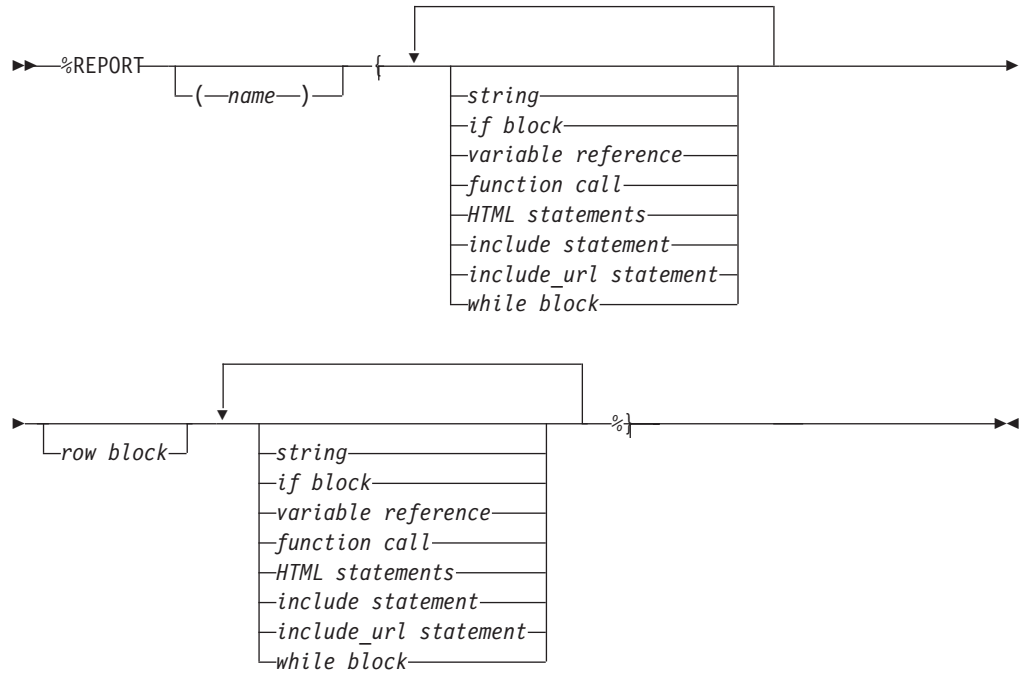 %REPORT ( name ) {
string
if block
variable reference
function call
HTML statements
include statement
include_url statement
while block
row block %}
string
if block
variable reference
function call
HTML statements
include statement
include_url statement
while block